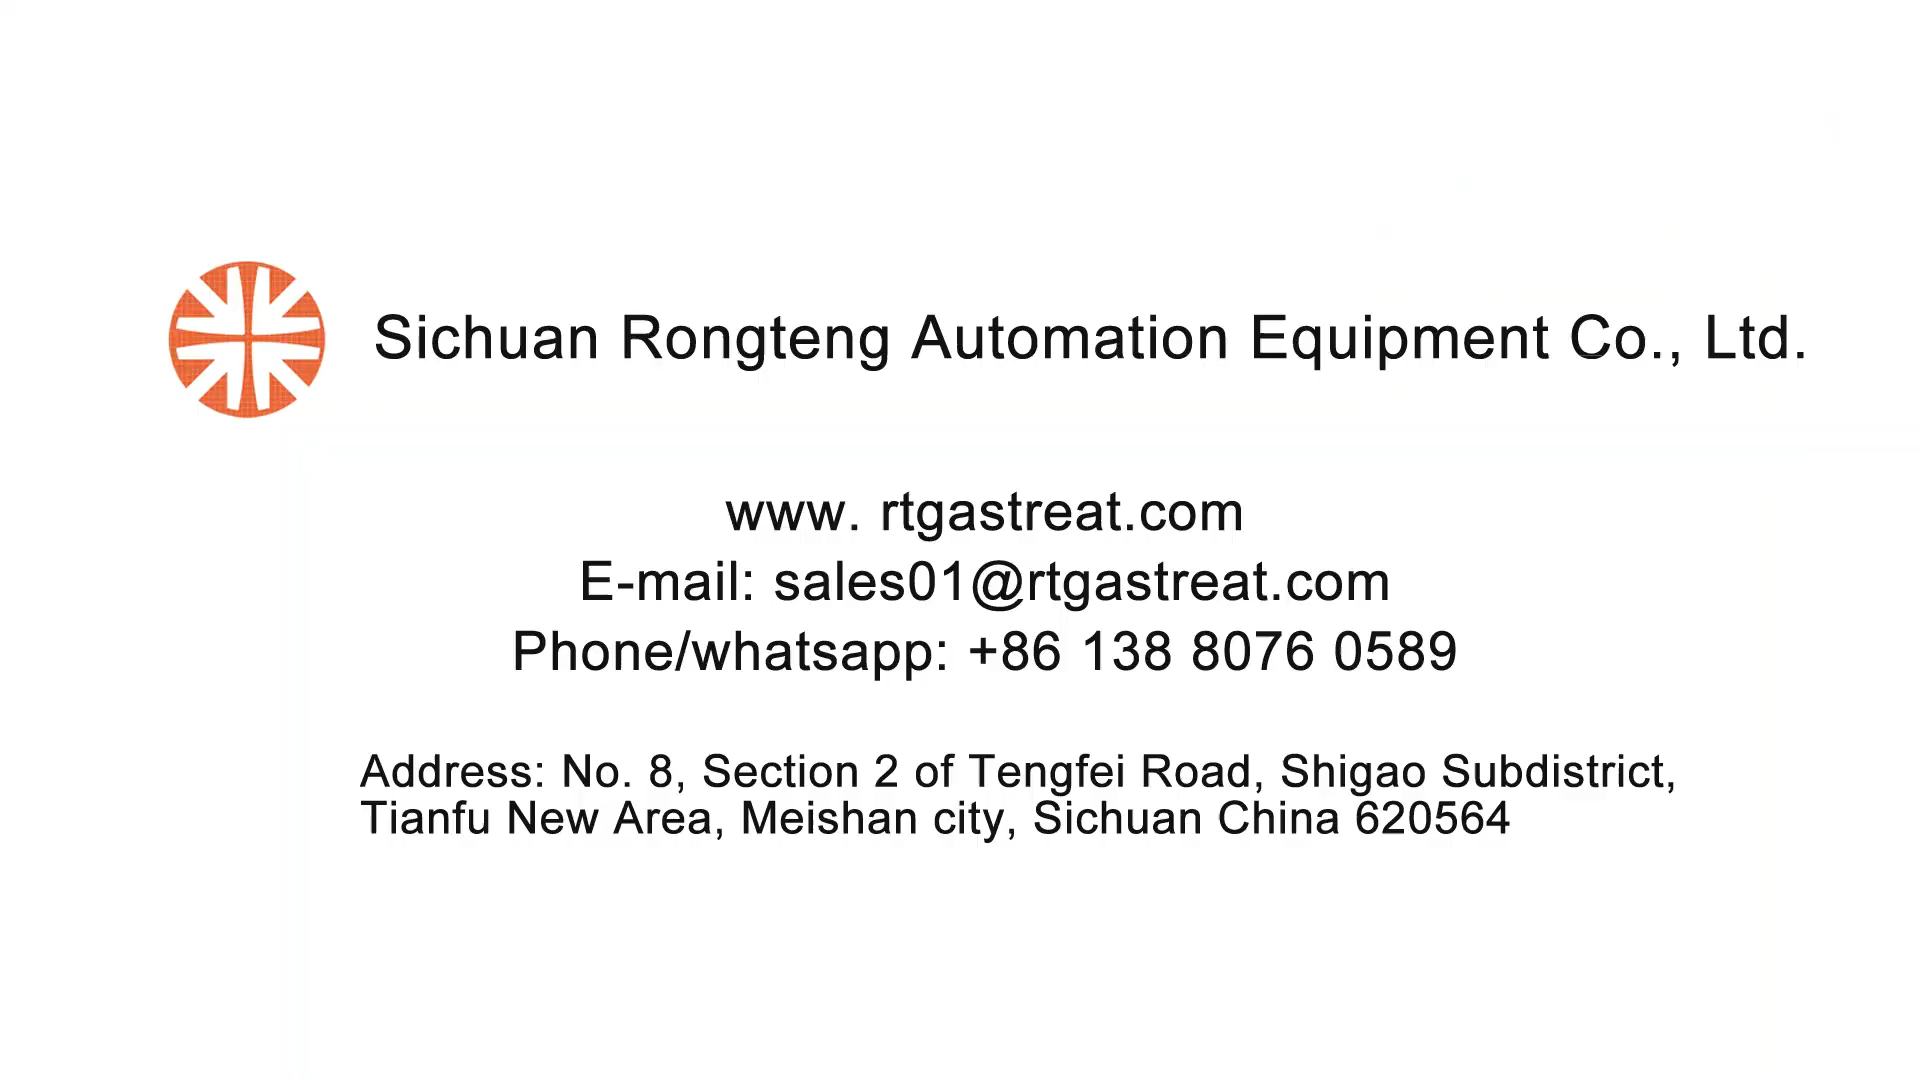 Sichuan Rongteng Automation Equipment Co., Ltd.
www. rtgastreat.com
E-mail: sales01@rtgastreat.com
Phone/whatsapp: +86 138 8076 0589
Address: No. 8, Section 2 of Tengfei Road, Shigao Subdistrict,
Tianfu New Area, Meishan city, Sichuan China 620564